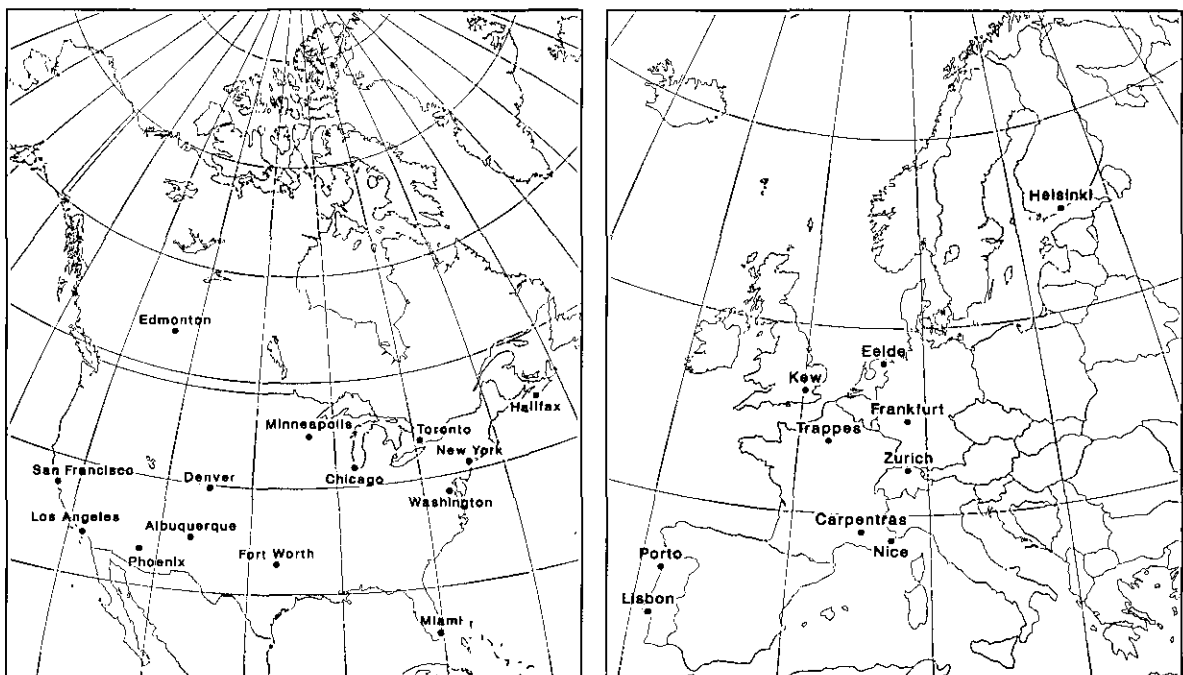 Edmonton
Halifax
Minneapolis
Toronto
New York
San Francisco
Denver
Chicago
Washington
Los Angeles
Albuquerque
Phoenix
Fort Worth
Miami
Helsinki
Eelde
Kew
Frankfurt
Trappes
Zurich
Carpentras
Nice
Porto
Lisbon